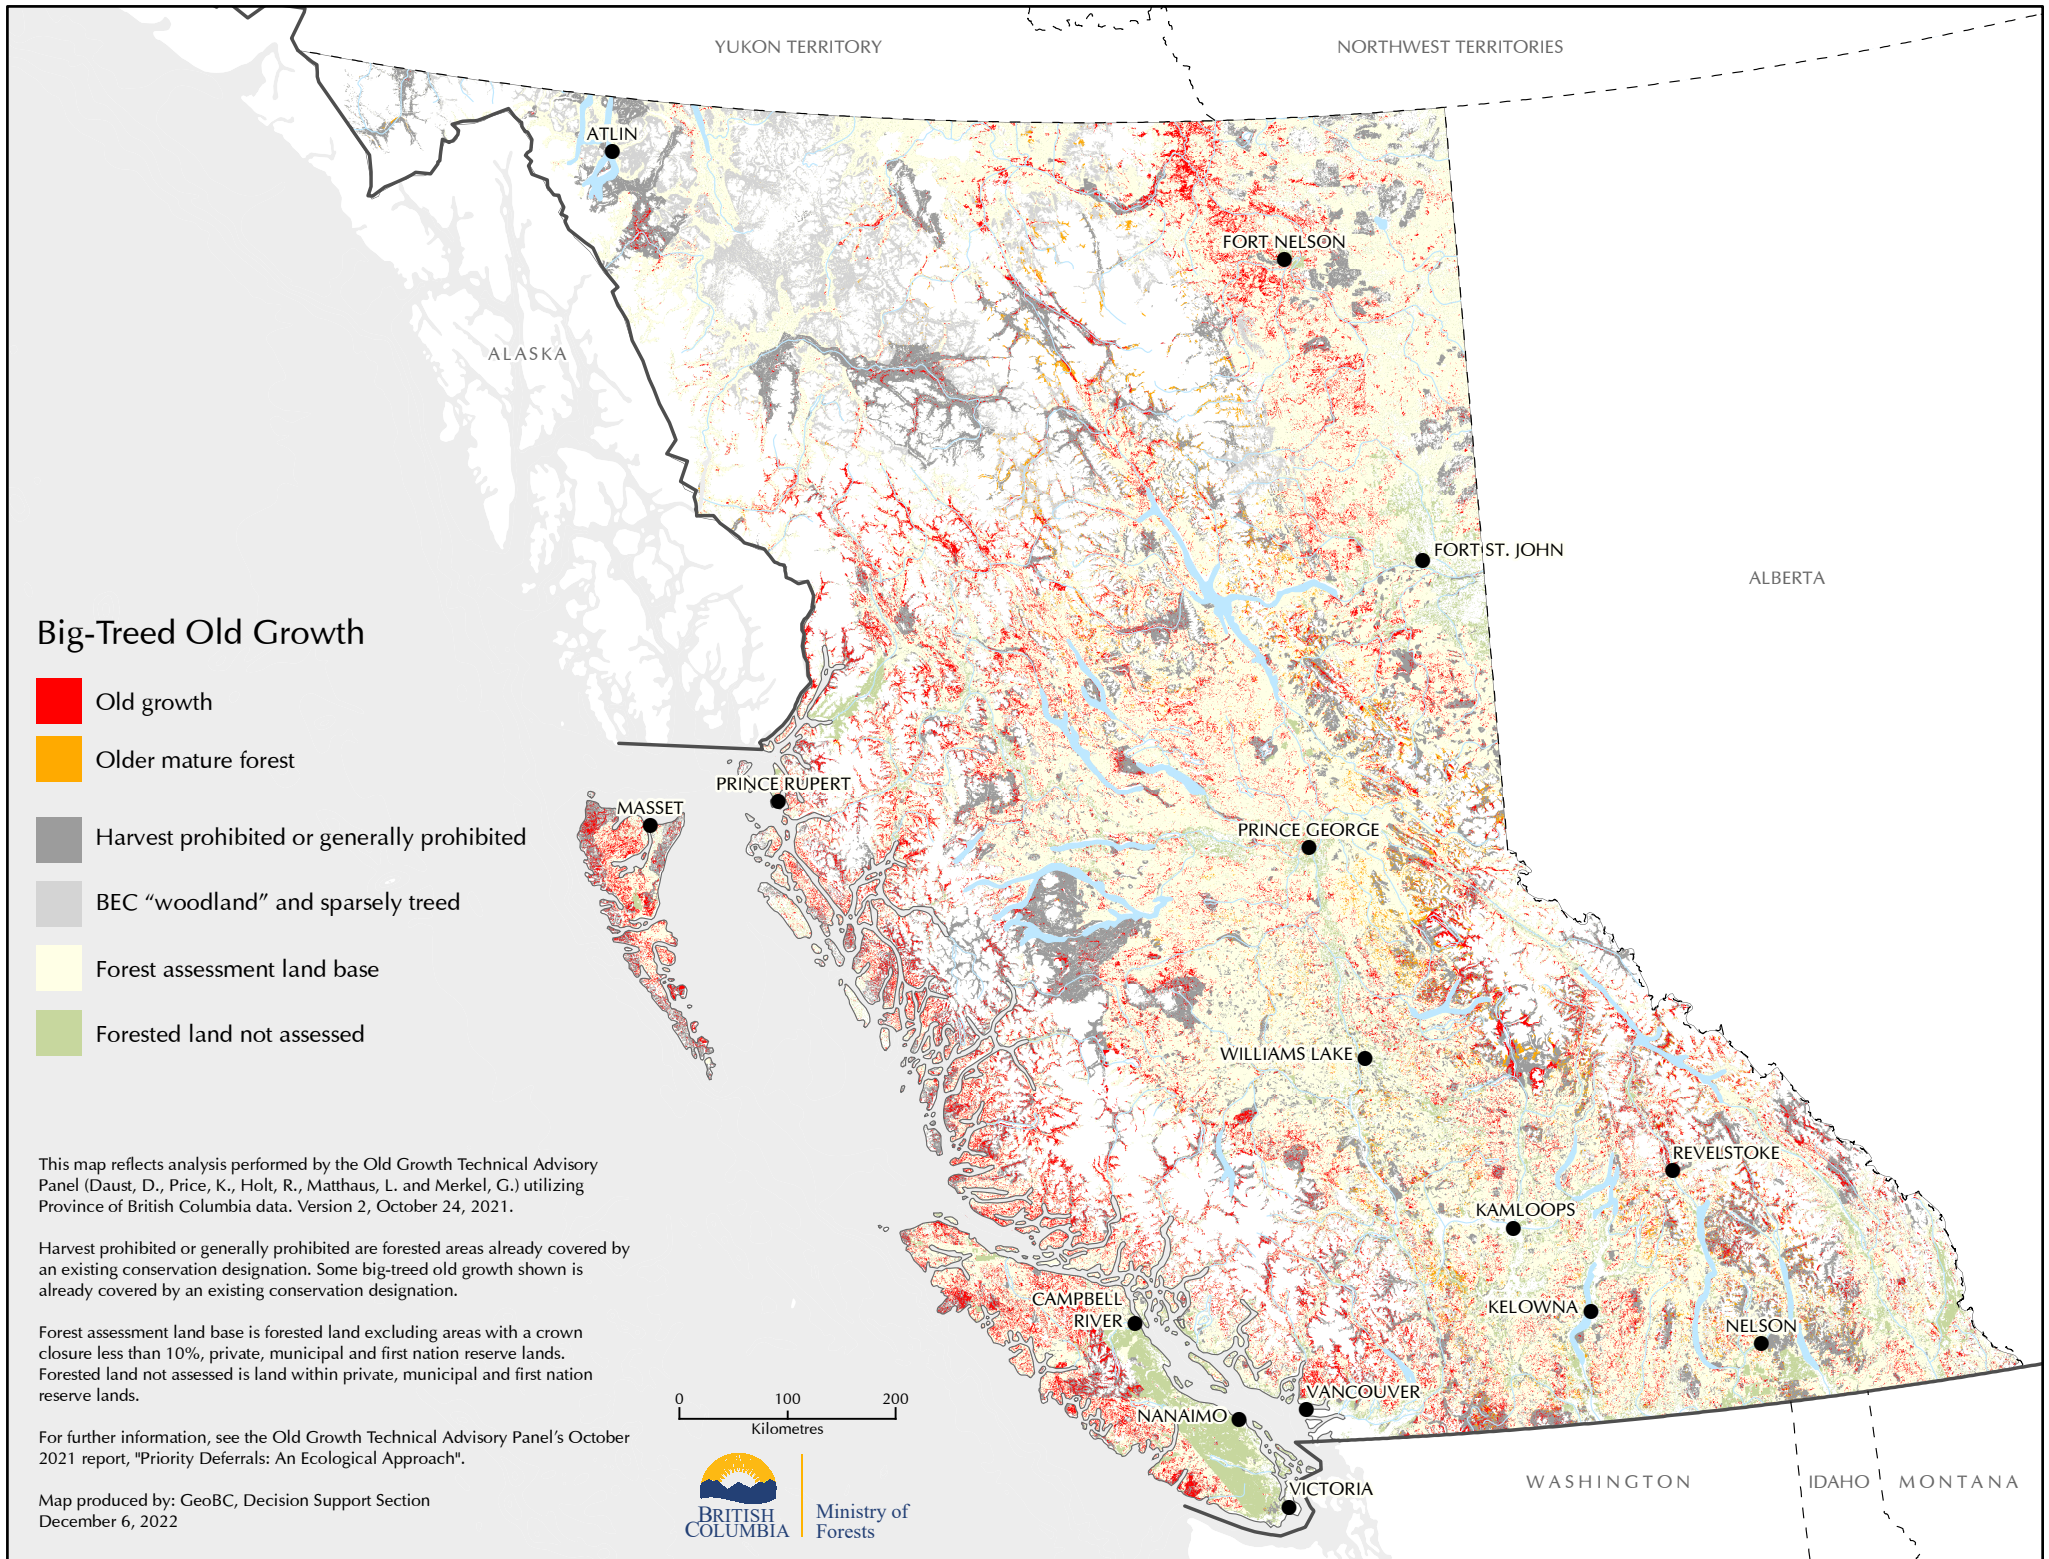 YUKON TERRITORY
NORTHWEST TERRITORIES
ATLIN
FORT NELSON
ALASKA
FORT ST. JOHN
ALBERTA
Big-Treed Old Growth
Old growth
Older mature forest
Harvest prohibited or generally prohibited
BEC “woodland” and sparsely treed
Forest assessment land base
Forested land not assessed
PRINCE RUPERT
MASSET
PRINCE GEORGE
WILLIAMS LAKE
REVELSTOKE
KAMLOOPS
CAMPBELL
RIVER
KELOWNA
NELSON
VANCOUVER
NANAIMO
VICTORIA
WASHINGTON
IDAHO
MONTANA
This map reflects analysis performed by the Old Growth Technical Advisory
Panel (Daust, D., Price, K., Holt, R., Matthaus, L. and Merkel, G.) utilizing
Province of British Columbia data. Version 2, October 24, 2021.
Harvest prohibited or generally prohibited are forested areas already covered by
an existing conservation designation. Some big-treed old growth shown is
already covered by an existing conservation designation.
Forest assessment land base is forested land excluding areas with a crown
closure less than 10%, private, municipal and first nation reserve lands.
Forested land not assessed is land within private, municipal and first nation
reserve lands.
For further information, see the Old Growth Technical Advisory Panel’s October
2021 report, "Priority Deferrals: An Ecological Approach".
Map produced by: GeoBC, Decision Support Section
December 6, 2022
0 100 200
Kilometres
BRITISH
COLUMBIA
Ministry of
Forests